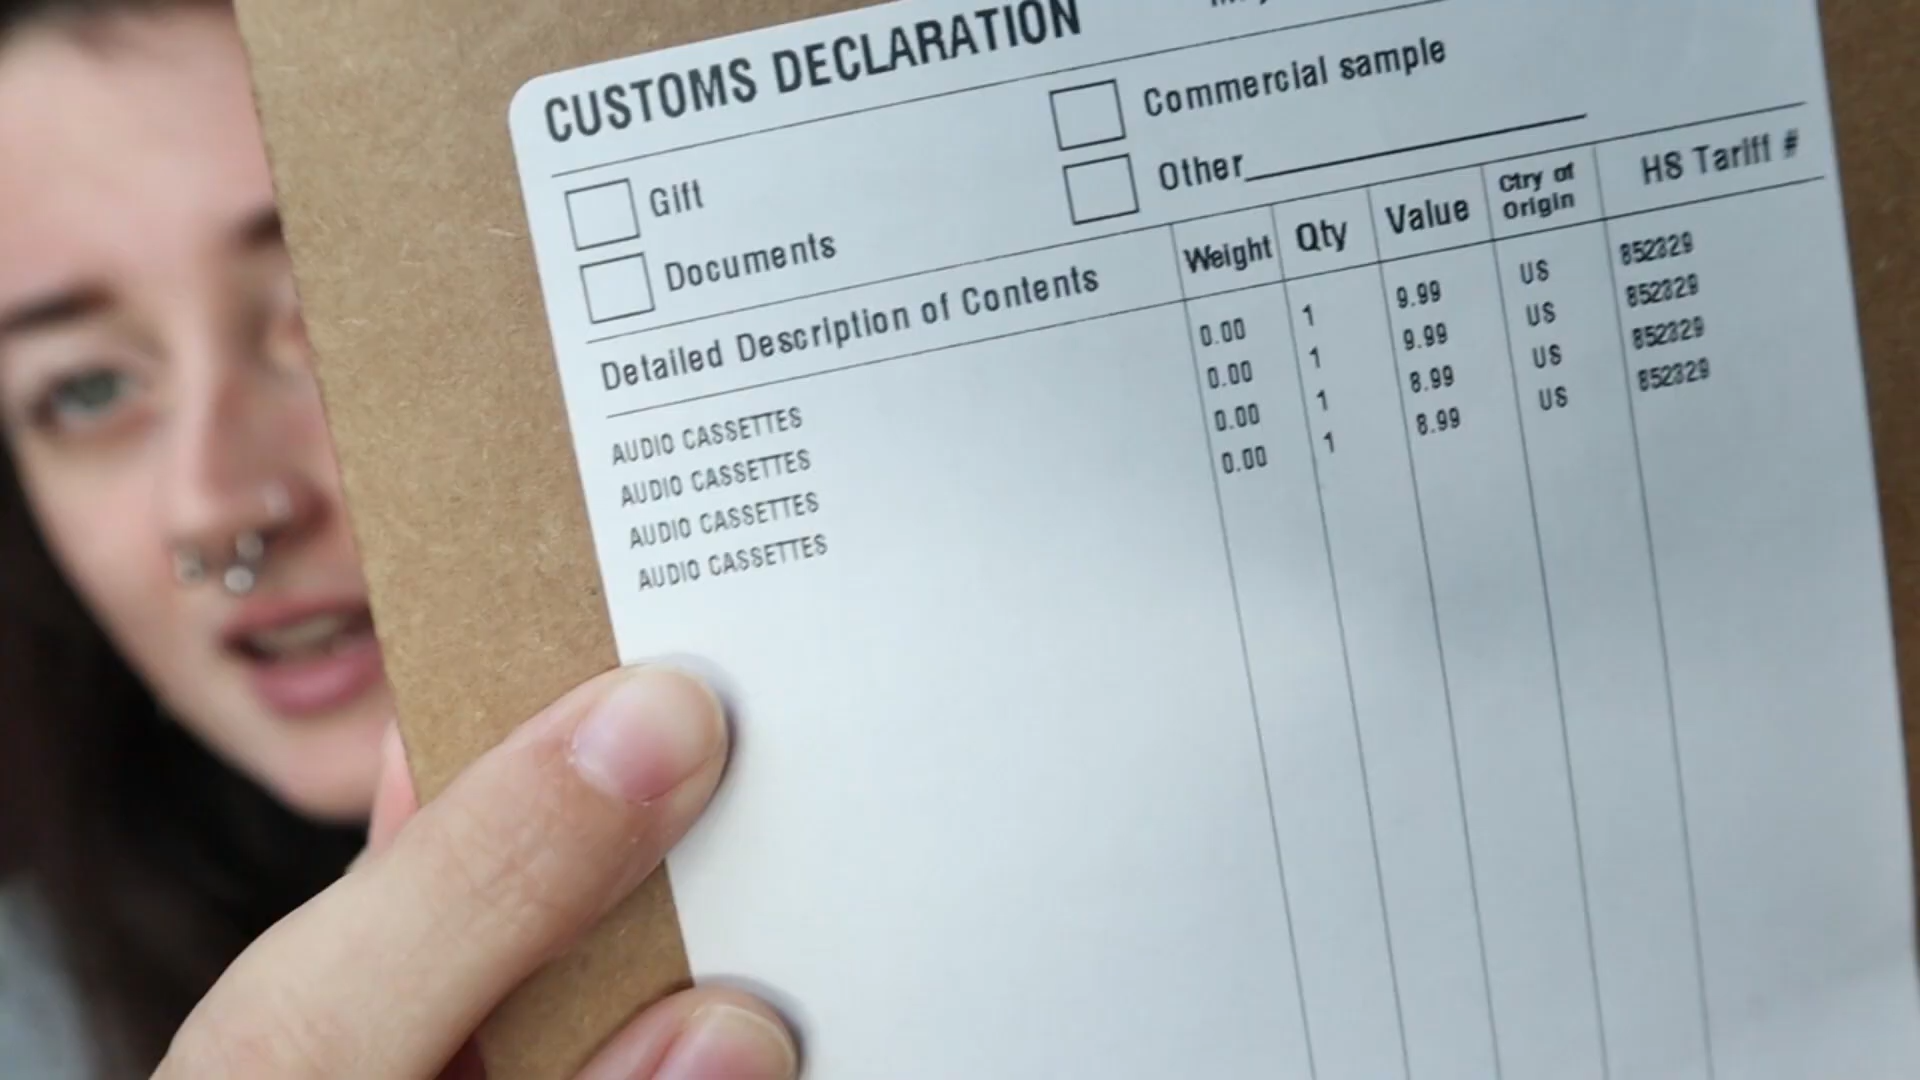 CUSTOMS DECLARATION
Gift
Commercial sample
Documents
Other
Detailed Description of Contents Weight Qty Value Ctry of Origin HS Tariff #
AUDIO CASSETTES 0.00 1 9.99 US 852329
AUDIO CASSETTES 0.00 1 9.99 US 852329
AUDIO CASSETTES 0.00 1 8.99 US 852329
AUDIO CASSETTES 0.00 1 8.99 US 852329